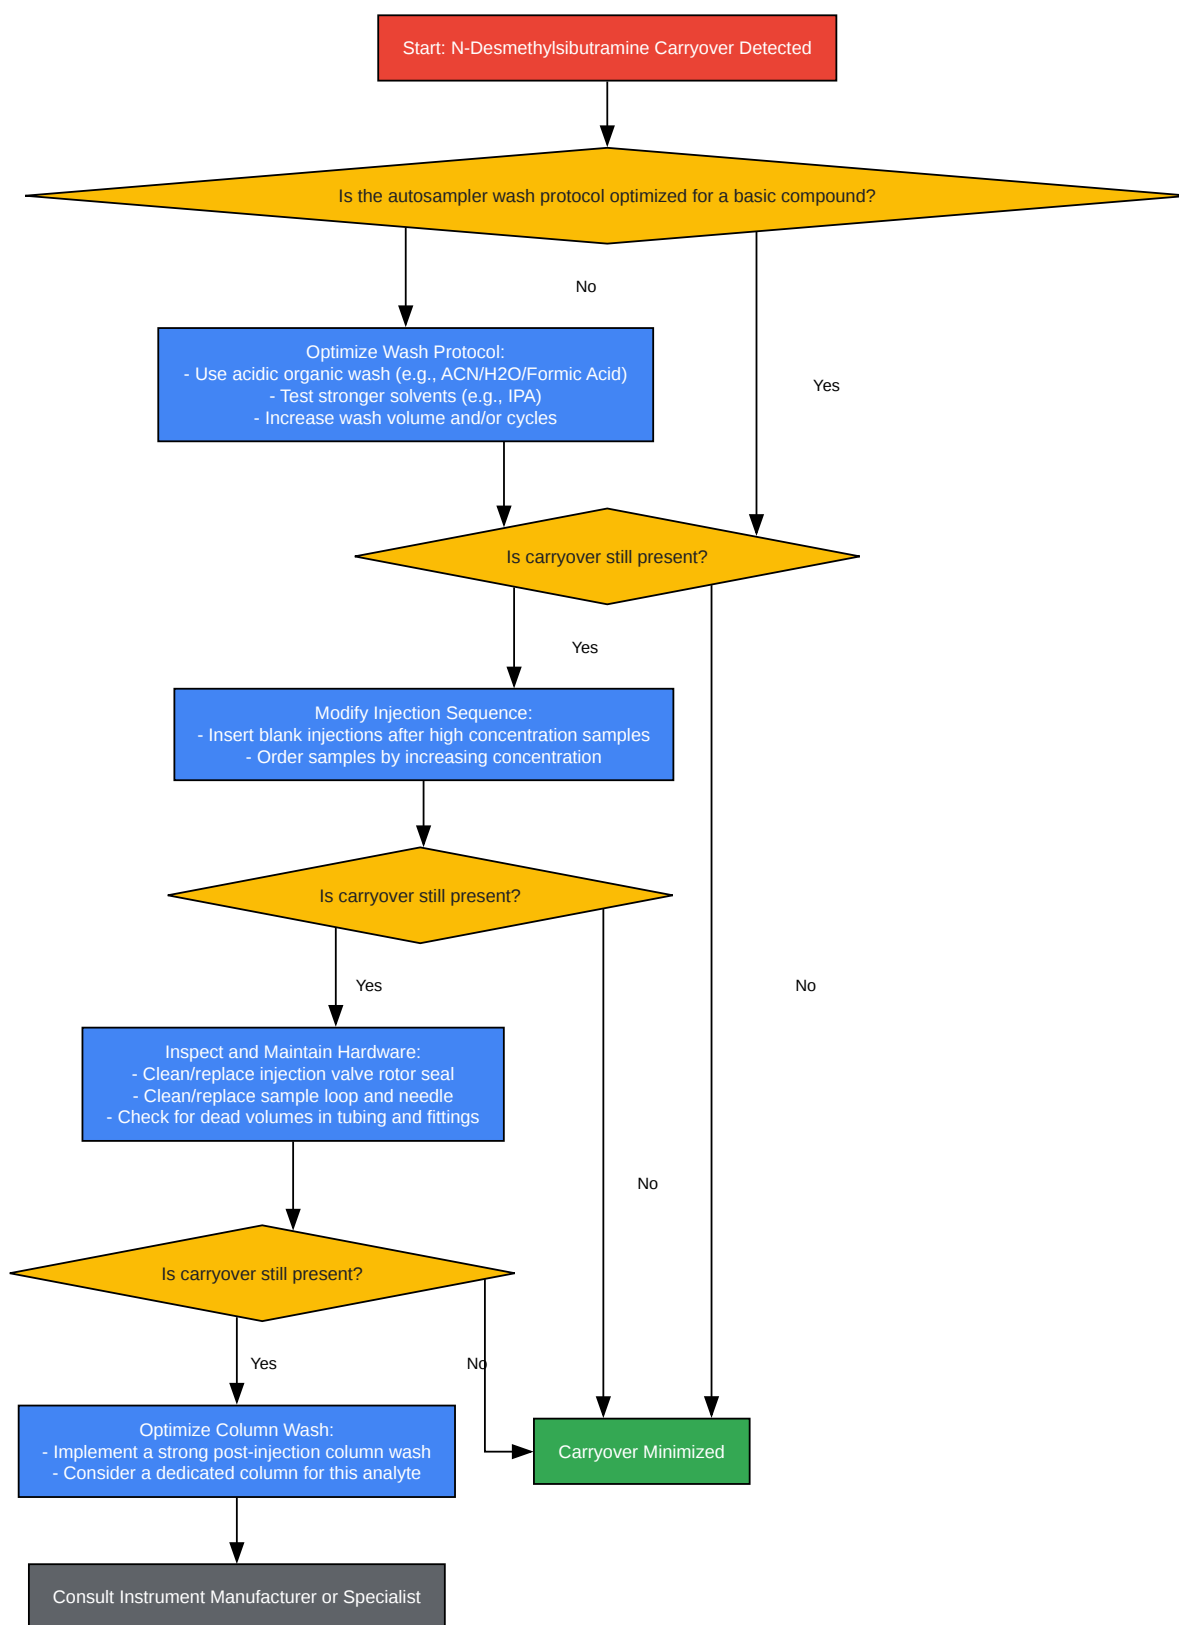 Start: N-Desmethylsibutramine Carryover Detected
Is the autosampler wash protocol optimized for a basic compound?
No
Optimize Wash Protocol:
- Use acidic organic wash (e.g., ACN/H2O/Formic Acid)
- Test stronger solvents (e.g., IPA)
- Increase wash volume and/or cycles
Yes
Is carryover still present?
Yes
Modify Injection Sequence:
- Insert blank injections after high concentration samples
- Order samples by increasing concentration
Is carryover still present?
Yes
No
Inspect and Maintain Hardware:
- Clean/replace injection valve rotor seal
- Clean/replace sample loop and needle
- Check for dead volumes in tubing and fittings
No
Is carryover still present?
Yes
No
Optimize Column Wash:
- Implement a strong post-injection column wash
- Consider a dedicated column for this analyte
Carryover Minimized
Consult Instrument Manufacturer or Specialist